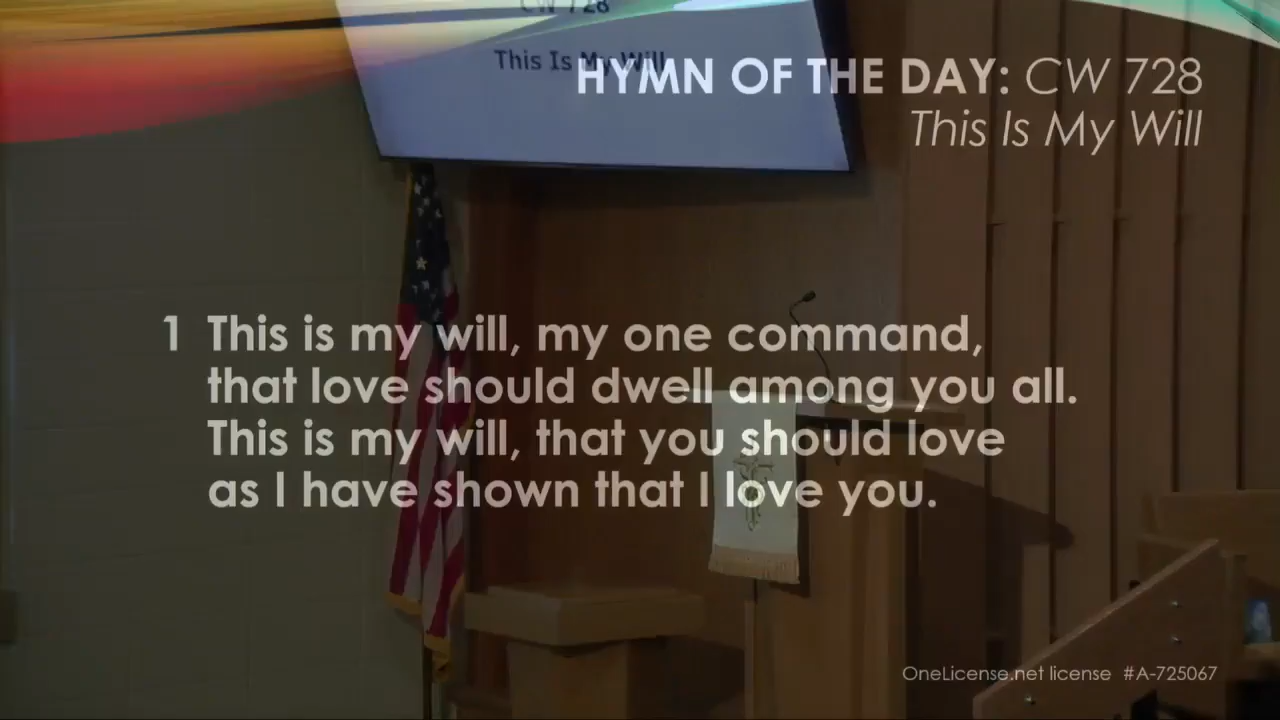 CW 728
This Is My Will
HYMN OF THE DAY: CW 728
This Is My Will
1 This is my will, my one command,
that love should dwell among you all.
This is my will, that you should love
as I have shown that I love you.
OneLicense.net license #A-725067